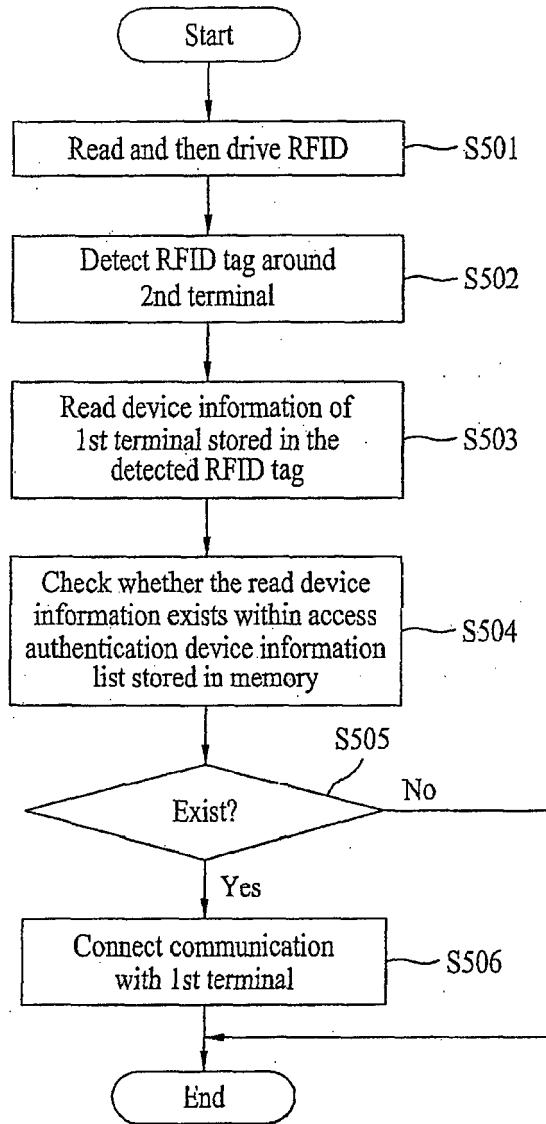 Start
Read and then drive RFID
S501
Detect RFID tag around
2nd terminal
S502
Read device information of
1st terminal stored in the
detected RFID tag
S503
Check whether the read device
information exists within access
authentication device information
list stored in memory
S504
S505
Exist?
No
Yes
Connect communication
with 1st terminal
S506
End